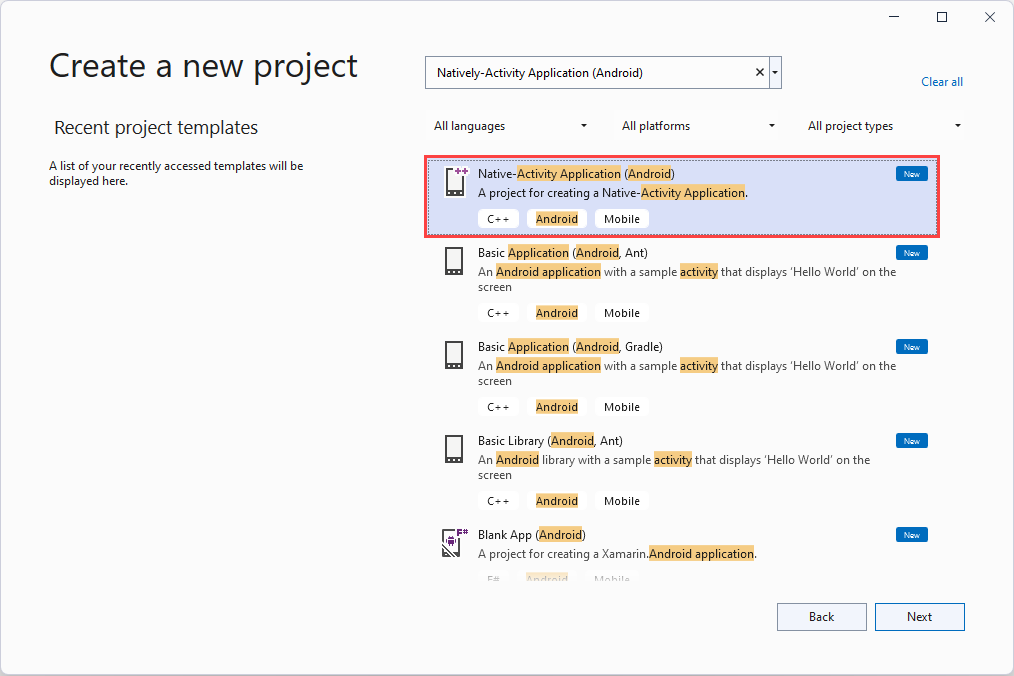 Create a new project
Natively-Activity Application (Android)
Clear all
Recent project templates
A list of your recently accessed templates will be
displayed here.
All languages
All platforms
All project types
Native-Activity Application (Android)
New
A project for creating a Native-Activity Application.
C++ Android Mobile
Basic Application (Android, Ant)
New
An Android application with a sample activity that displays ‘Hello World’ on the
screen
C++ Android Mobile
Basic Application (Android, Gradle)
New
An Android application with a sample activity that displays ‘Hello World’ on the
screen
C++ Android Mobile
Basic Library (Android, Ant)
New
An Android library with a sample activity that displays ‘Hello World’ on the
screen
C++ Android Mobile
F#
Blank App (Android)
New
A project for creating a Xamarin.Android application.
F# Android Mobile
Back
Next